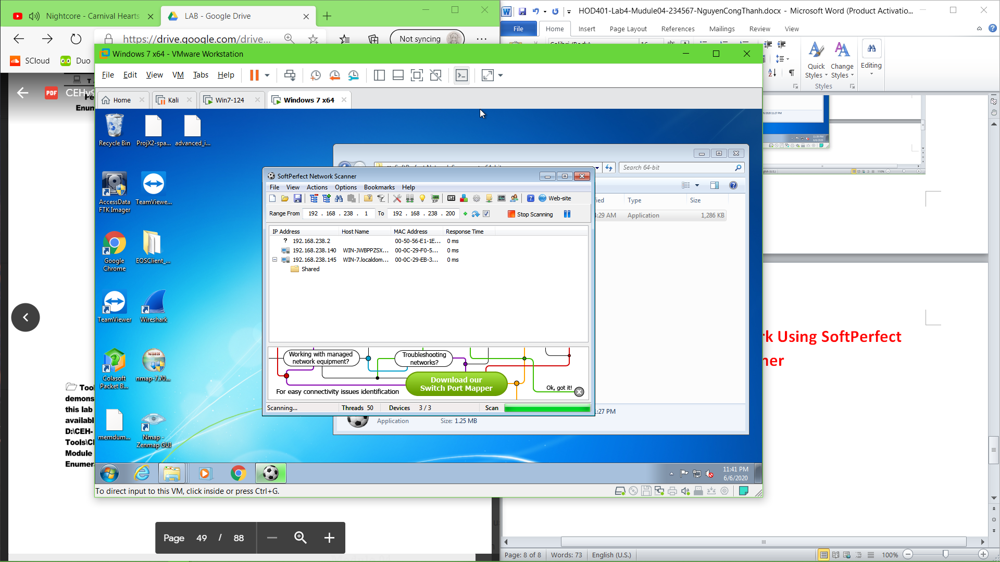 Nightcore - Carnival Hearts
LAB - Google Drive
https://drive.google.com/drive...
Not syncing
SCloud
Duo
PDF
Enum
Windows 7 x64 - VMware Workstation
File Edit View VM Tabs Help
Home
Kali
Win7-124
Windows 7 x64
Recycle Bin
ProjX2-spa...
advanced_i...
AccessData
FTK Imager
TeamViewe...
Google
Chrome
EOSClient_...
TeamViewer
Wireshark
Colasoft
Packet B...
nmap-7.70...
memdum...
Nmap -
Zenmap GUI
Search 64-bit
Type
Size
4:29 AM
Application
1,286 KB
SoftPerfect Network Scanner
File View Actions Options Bookmarks Help
Web-site
Range From 192 . 168 . 238 . 1 To 192 . 168 . 238 . 200
Stop Scanning
IP Address Host Name MAC Address Response Time
? 192.168.238.2 00-50-56-E1-1E... 0 ms
192.168.238.140 WIN-JWBPPZSX... 00-0C-29-F0-5... 0 ms
192.168.238.145 WIN-7.localdom... 00-0C-29-EB-3... 0 ms
Shared
Working with managed
network equipment?
Troubleshooting
networks?
Download our
Switch Port Mapper
For easy connectivity issues identification
Ok, got it!
Scanning... Threads 50 Devices 3 / 3 Scan
:27 PM
Application
Size: 1.25 MB
11:41 PM
6/6/2020
To direct input to this VM, click inside or press Ctrl+G.
Tool
demons
this lab
availabl
D:\CEH-
Tools\CE
Module
Enumer
Page 49 / 88
HOD401-Lab4-Mudule04-234567-NguyenCongThanh.docx - Microsoft Word (Product Activatio...
File Home Insert Page Layout References Mailings Review View
Quick
Styles
Change
Styles
Editing
Styles
rk Using SoftPerfect
ner
Page: 8 of 8
Words: 73
English (U.S.)
100%